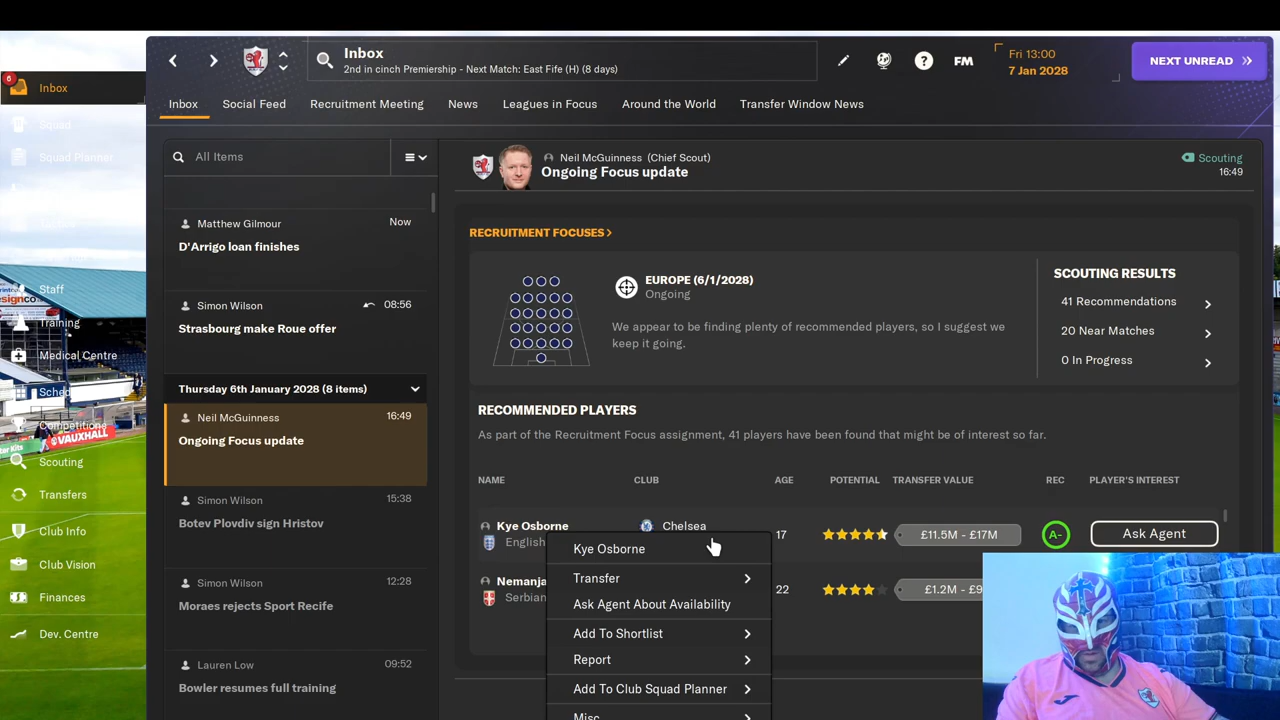 Inbox
2nd in cinch Premiership - Next Match: East Fife (H) (8 days)
?
FM
Fri 13:00
7 Jan 2028
NEXT UNREAD
6
Inbox
Squad
Squad Planner
Staff
Training
Medical Centre
Sched
Competitions
VAUXHALL
Scouting
Transfers
Club Info
Club Vision
Finances
Dev. Centre
Inbox
Social Feed
Recruitment Meeting
News
Leagues in Focus
Around the World
Transfer Window News
All Items
Matthew Gilmour
Now
D'Arrigo loan finishes
Simon Wilson
08:56
Strasbourg make Roue offer
Thursday 6th January 2028 (8 items)
Neil McGuinness
16:49
Ongoing Focus update
Simon Wilson
15:38
Botev Plovdiv sign Hristov
Simon Wilson
12:28
Moraes rejects Sport Recife
Lauren Low
09:52
Bowler resumes full training
Neil McGuinness (Chief Scout)
Ongoing Focus update
Scouting
16:49
RECRUITMENT FOCUSES >
EUROPE (6/1/2028)
Ongoing
We appear to be finding plenty of recommended players, so I suggest we
keep it going.
SCOUTING RESULTS
41 Recommendations
20 Near Matches
0 In Progress
RECOMMENDED PLAYERS
As part of the Recruitment Focus assignment, 41 players have been found that might be of interest so far.
NAME CLUB AGE POTENTIAL TRANSFER VALUE REC PLAYER'S INTEREST
Kye Osborne
English
Chelsea
17
£11.5M - £17M
A-
Ask Agent
Nemanja
Serbian
22
£1.2M - £9
Kye Osborne
Transfer
Ask Agent About Availability
Add To Shortlist
Report
Add To Club Squad Planner
Misc